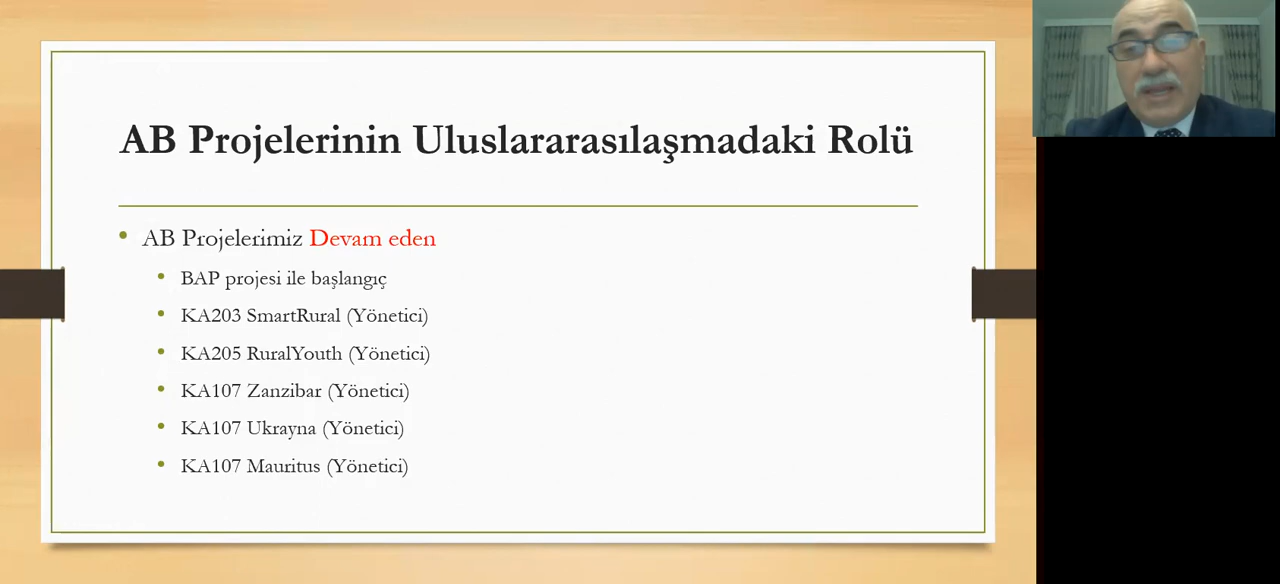 AB Projelerinin Uluslararasılaşmadaki Rolü
AB Projelerimiz Devam eden
BAP projesi ile başlangıç
KA203 SmartRural (Yönetici)
KA205 RuralYouth (Yönetici)
KA107 Zanzibar (Yönetici)
KA107 Ukrayna (Yönetici)
KA107 Mauritus (Yönetici)